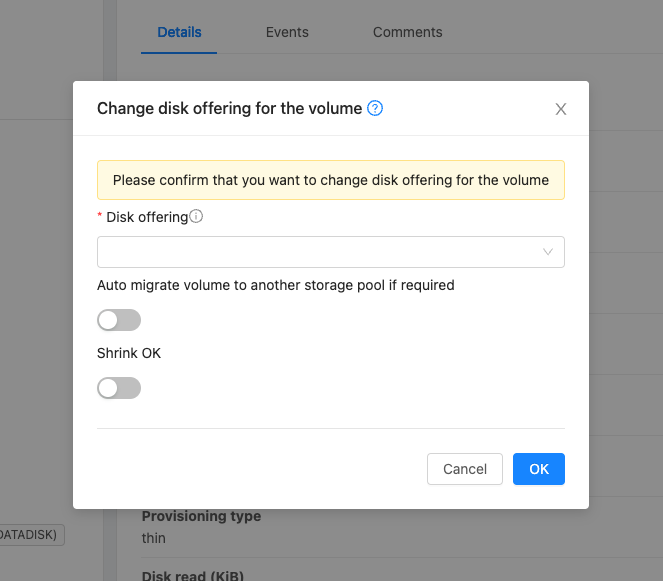 Details
Events
Comments
Change disk offering for the volume
Please confirm that you want to change disk offering for the volume
* Disk offering
Auto migrate volume to another storage pool if required
Shrink OK
Cancel
OK
DATADISK)
Provisioning type
thin
Disk read (KiB)